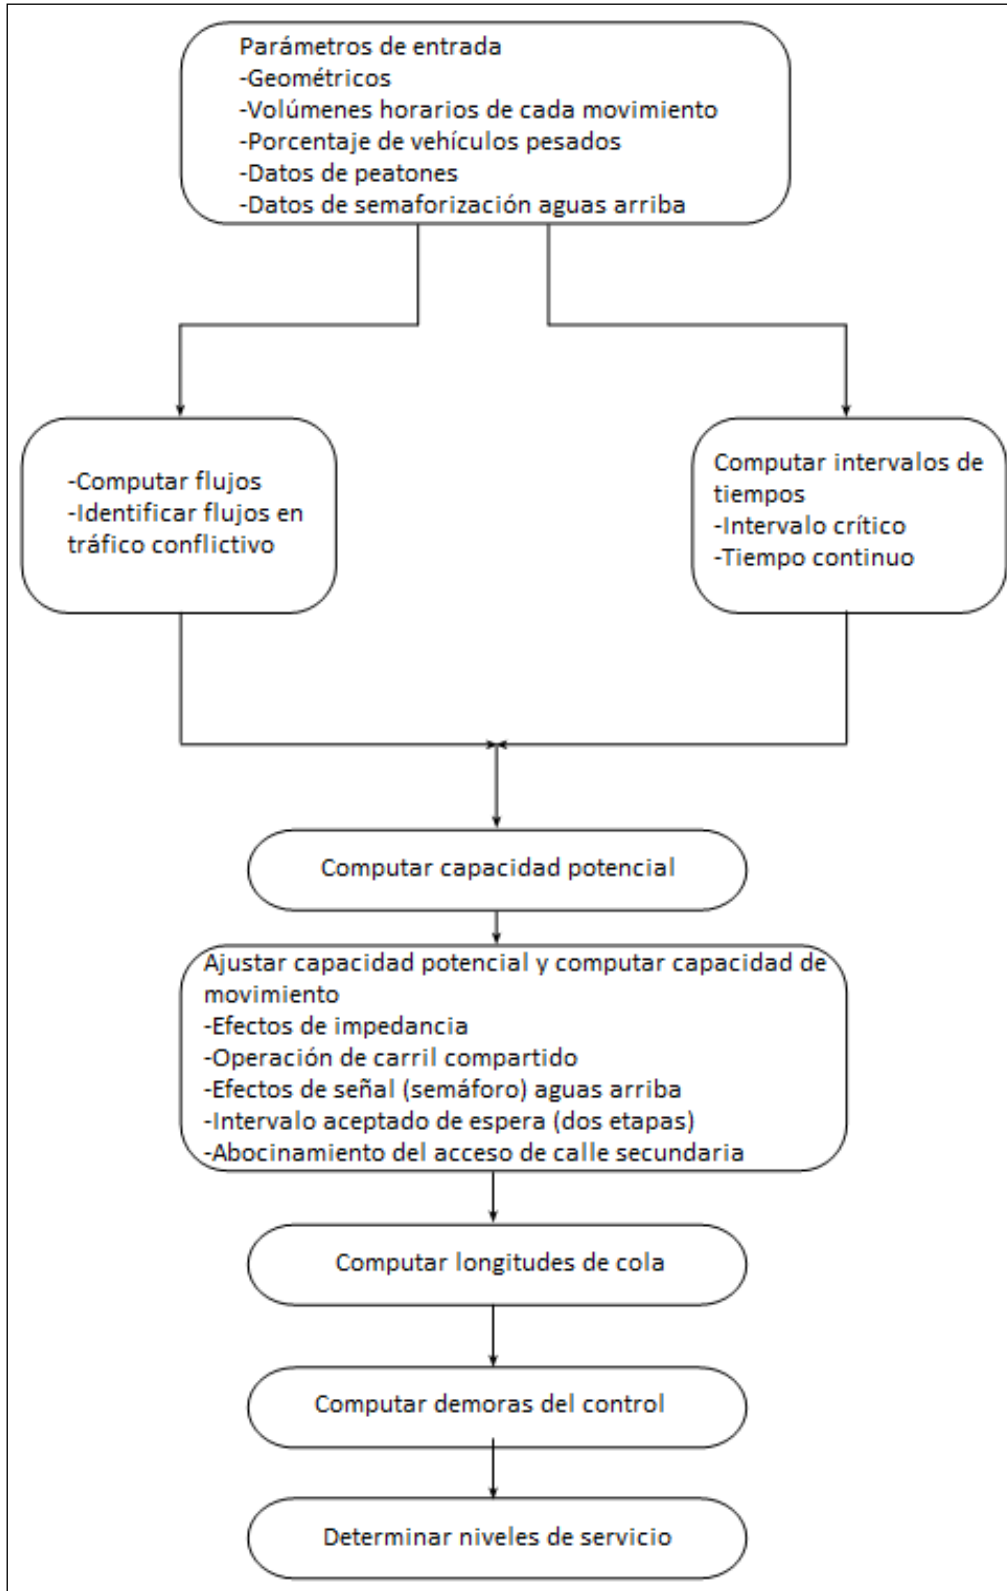 Parámetros de entrada
-Geométricos
-Volúmenes horarios de cada movimiento
-Porcentaje de vehículos pesados
-Datos de peatones
-Datos de semaforización aguas arriba
-Computar flujos
-Identificar flujos en
tráfico conflictivo
Computar intervalos de
tiempos
-Intervalo crítico
-Tiempo continuo
Computar capacidad potencial
Ajustar capacidad potencial y computar capacidad de
movimiento
-Efectos de impedancia
-Operación de carril compartido
-Efectos de señal (semáforo) aguas arriba
-Intervalo aceptado de espera (dos etapas)
-Abocinamiento del acceso de calle secundaria
Computar longitudes de cola
Computar demoras del control
Determinar niveles de servicio